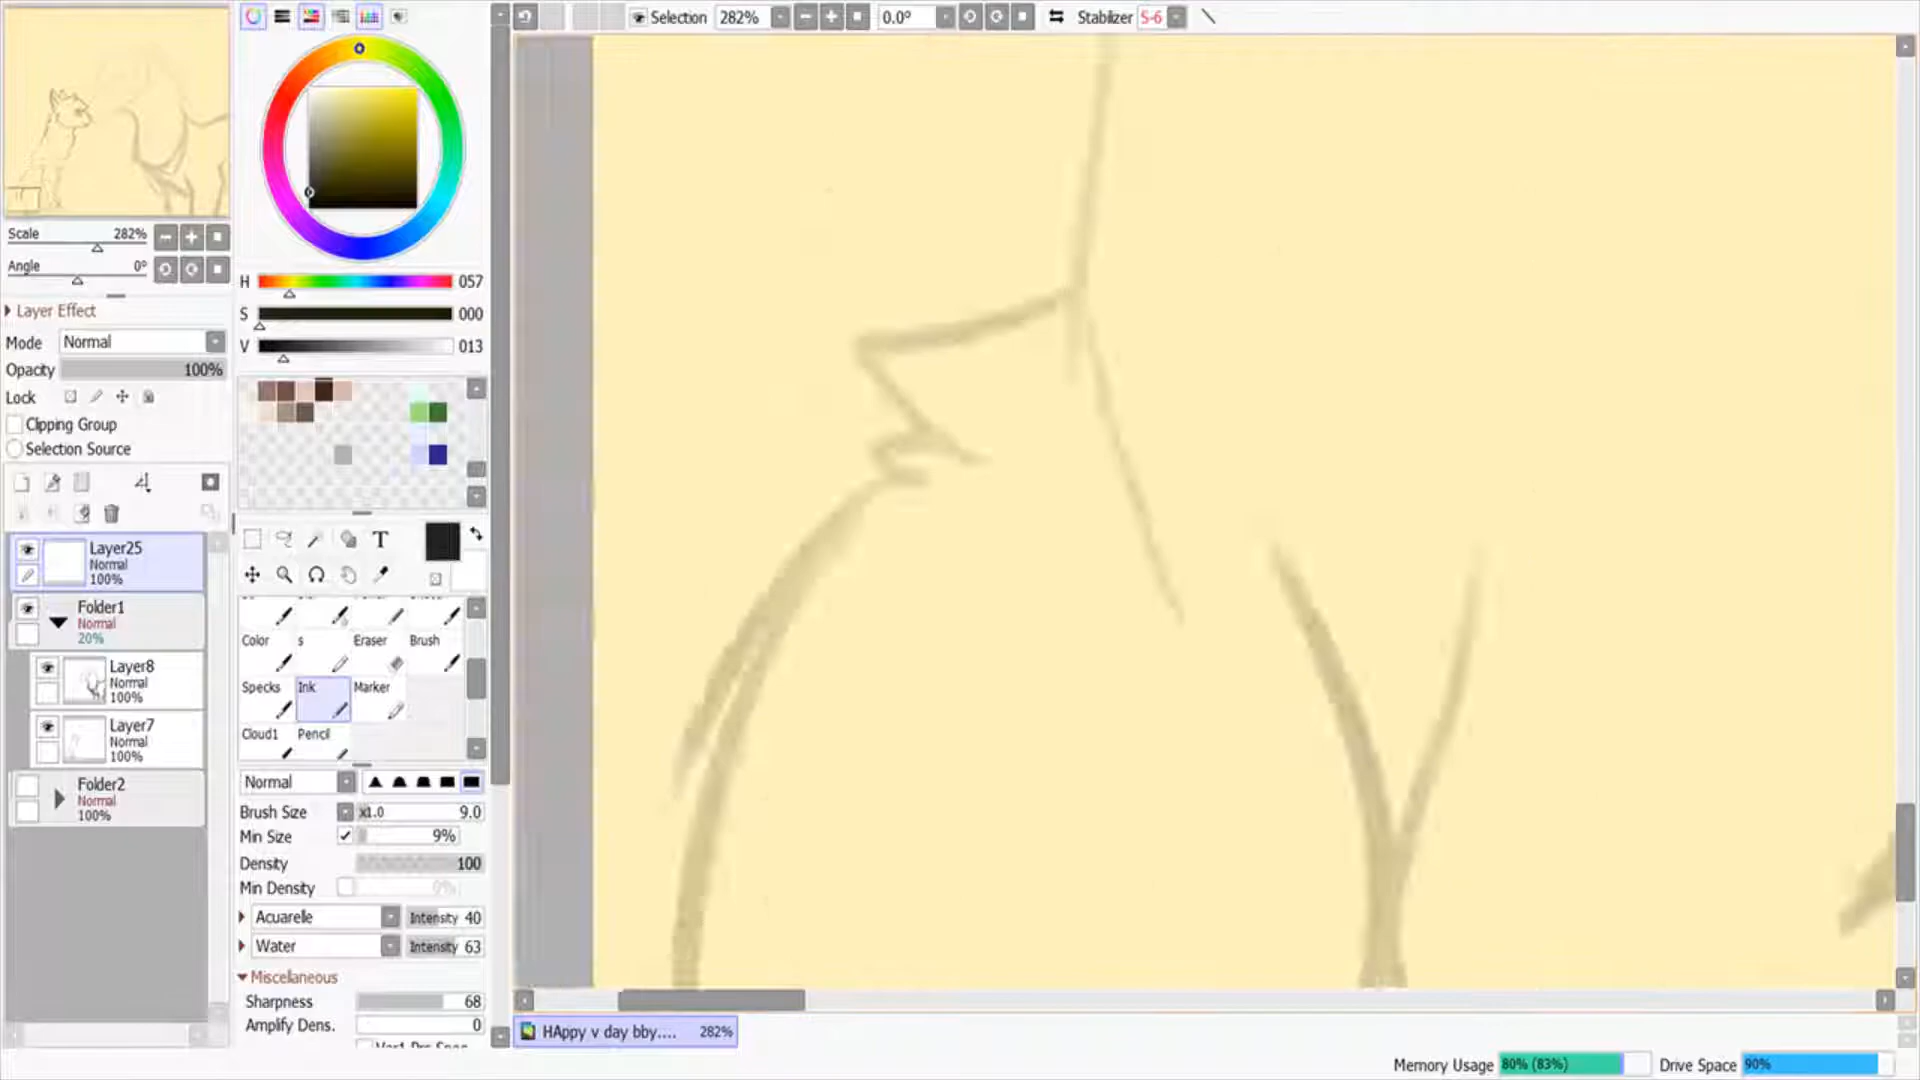 Selection 282% 0.0° Stabilizer S-6
Scale 282%
Angle 0°
Layer Effect
Mode Normal
Opacity 100%
Lock
Clipping Group
Selection Source
Layer25
Normal
100%
Folder1
Normal
20%
Layer8
Normal
100%
Layer7
Normal
100%
Folder2
Normal
100%
H 057
S 000
V 013
T
Color s Eraser Brush
Specks Ink Marker
Cloud1 Pencil
Normal
Brush Size x1.0 9.0
Min Size 9%
Density 100
Min Density 0%
Acuarelle Intensity 40
Water Intensity 63
Miscellaneous
Sharpness 68
Amplify Dens. 0
HAppy v day bby.... 282%
Memory Usage 80% (83%) Drive Space 90%